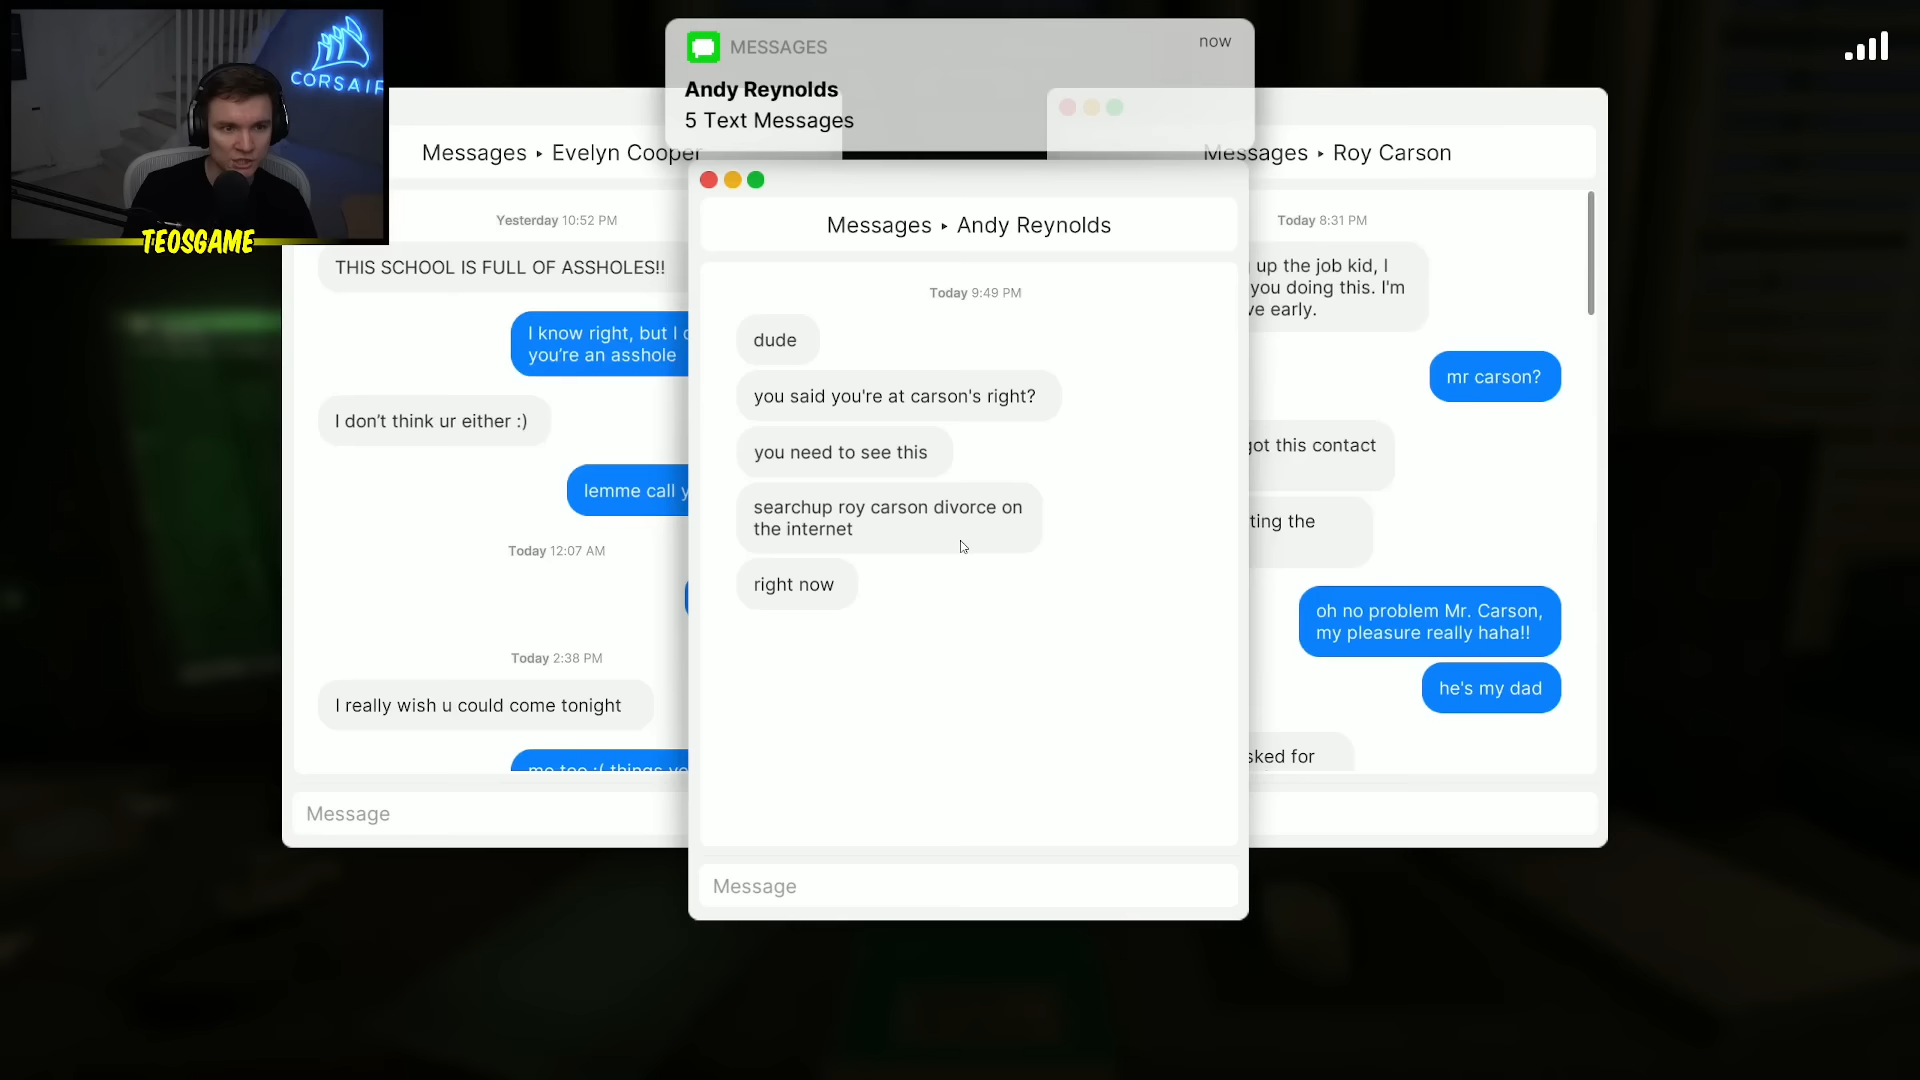 CORSAIR
TEOSGAME
MESSAGES
now
Andy Reynolds
5 Text Messages
Messages ▸ Evelyn Cooper
Yesterday 10:52 PM
THIS SCHOOL IS FULL OF ASSHOLES!!
I know right, but I
you're an asshole
I don't think ur either :)
lemme call
Today 12:07 AM
Today 2:38 PM
I really wish u could come tonight
me too :( things
Message
Messages ▸ Andy Reynolds
Today 9:49 PM
dude
you said you're at carson's right?
you need to see this
searchup roy carson divorce on
the internet
right now
Message
Messages ▸ Roy Carson
Today 8:31 PM
up the job kid, I
you doing this. I'm
early.
mr carson?
got this contact
the
oh no problem Mr. Carson,
my pleasure really haha!!
he's my dad
for